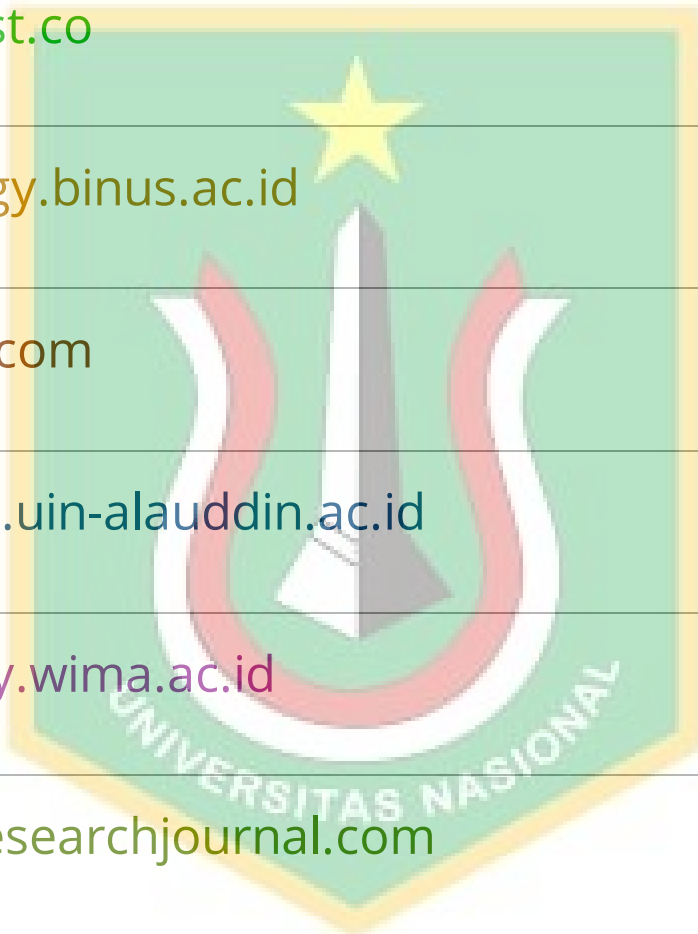 st.co
gy.binus.ac.id
com
.uin-alauddin.ac.id
y.wima.ac.id
UNIVERSITAS NASIONAL
esearchjournal.com